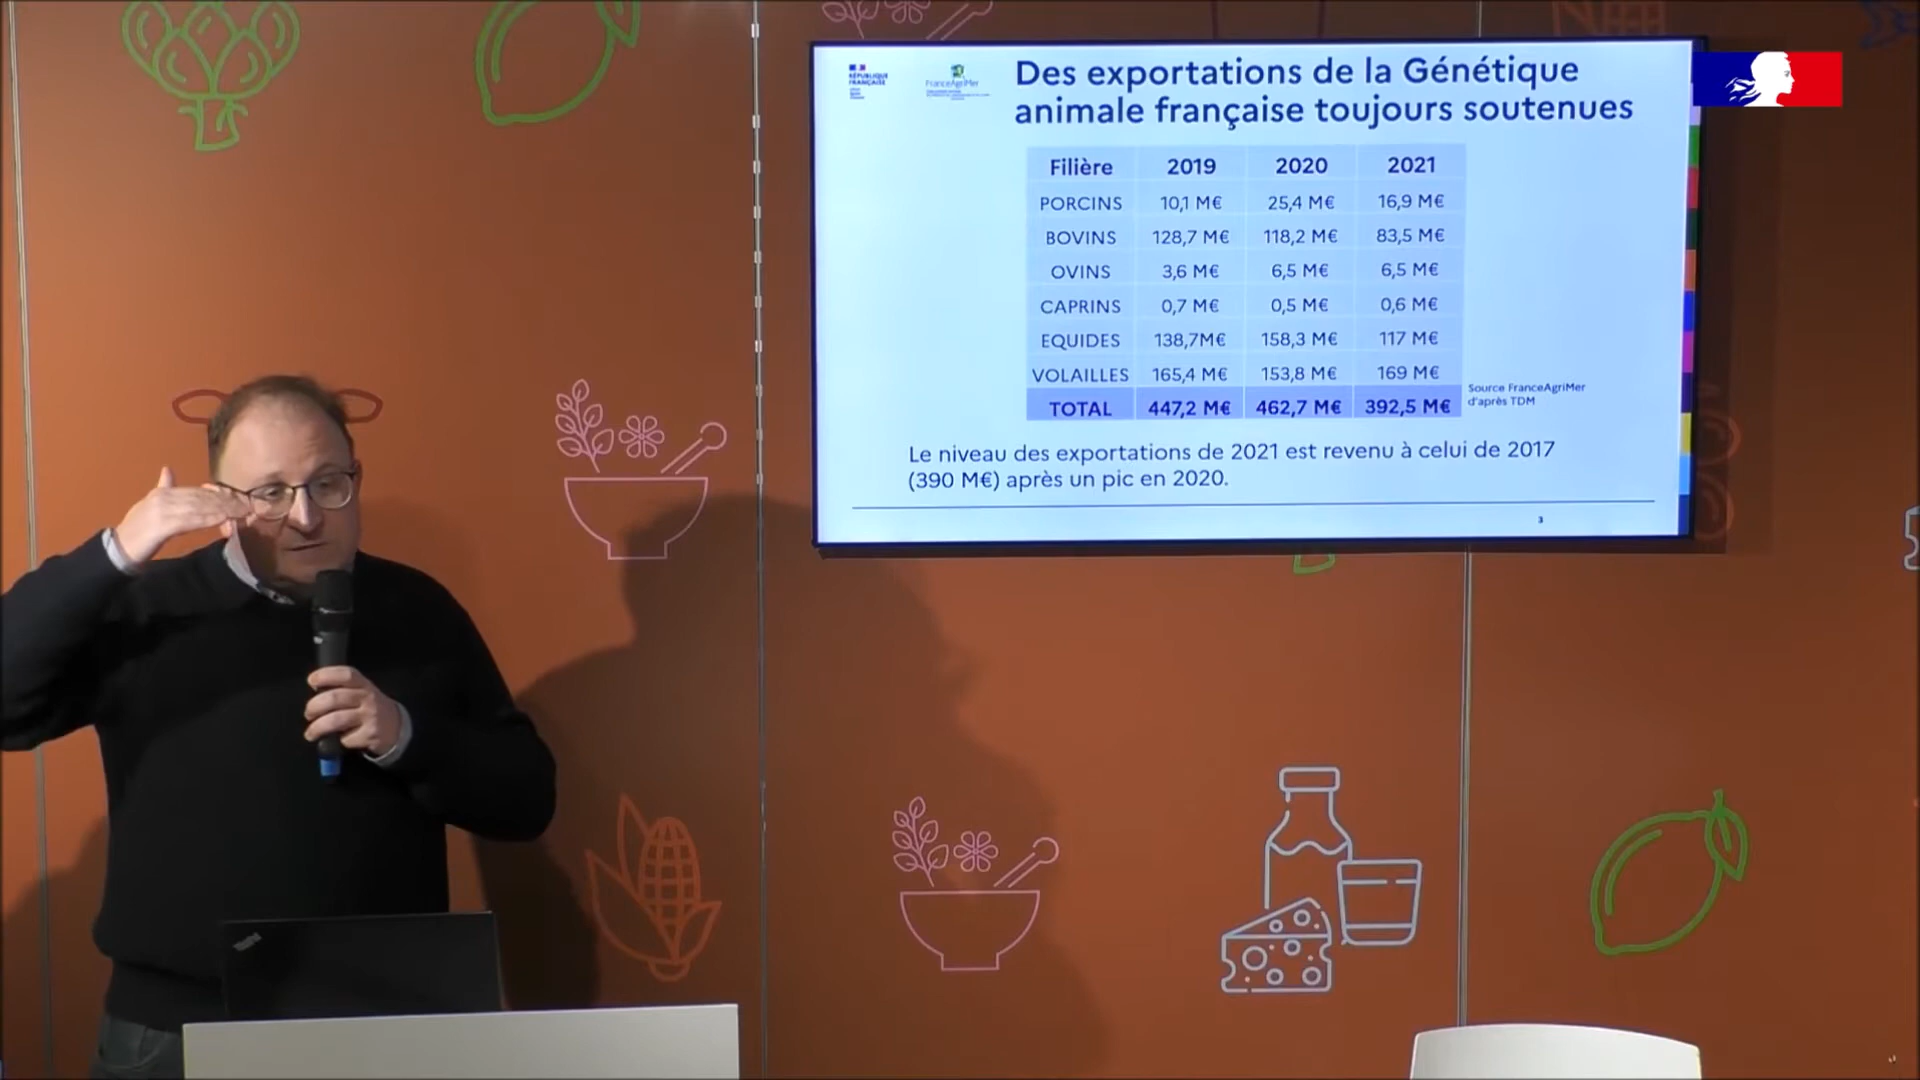 RÉPUBLIQUE
FRANÇAISE
FranceAgriMer
Des exportations de la Génétique
animale française toujours soutenues
Filière 2019 2020 2021
PORCINS 10,1 M€ 25,4 M€ 16,9 M€
BOVINS 128,7 M€ 118,2 M€ 83,5 M€
OVINS 3,6 M€ 6,5 M€ 6,5 M€
CAPRINS 0,7 M€ 0,5 M€ 0,6 M€
EQUIDES 138,7M€ 158,3 M€ 117 M€
VOLAILLES 165,4 M€ 153,8 M€ 169 M€
TOTAL 447,2 M€ 462,7 M€ 392,5 M€
Source FranceAgriMer
d'après TDM
Le niveau des exportations de 2021 est revenu à celui de 2017
(390 M€) après un pic en 2020.
3